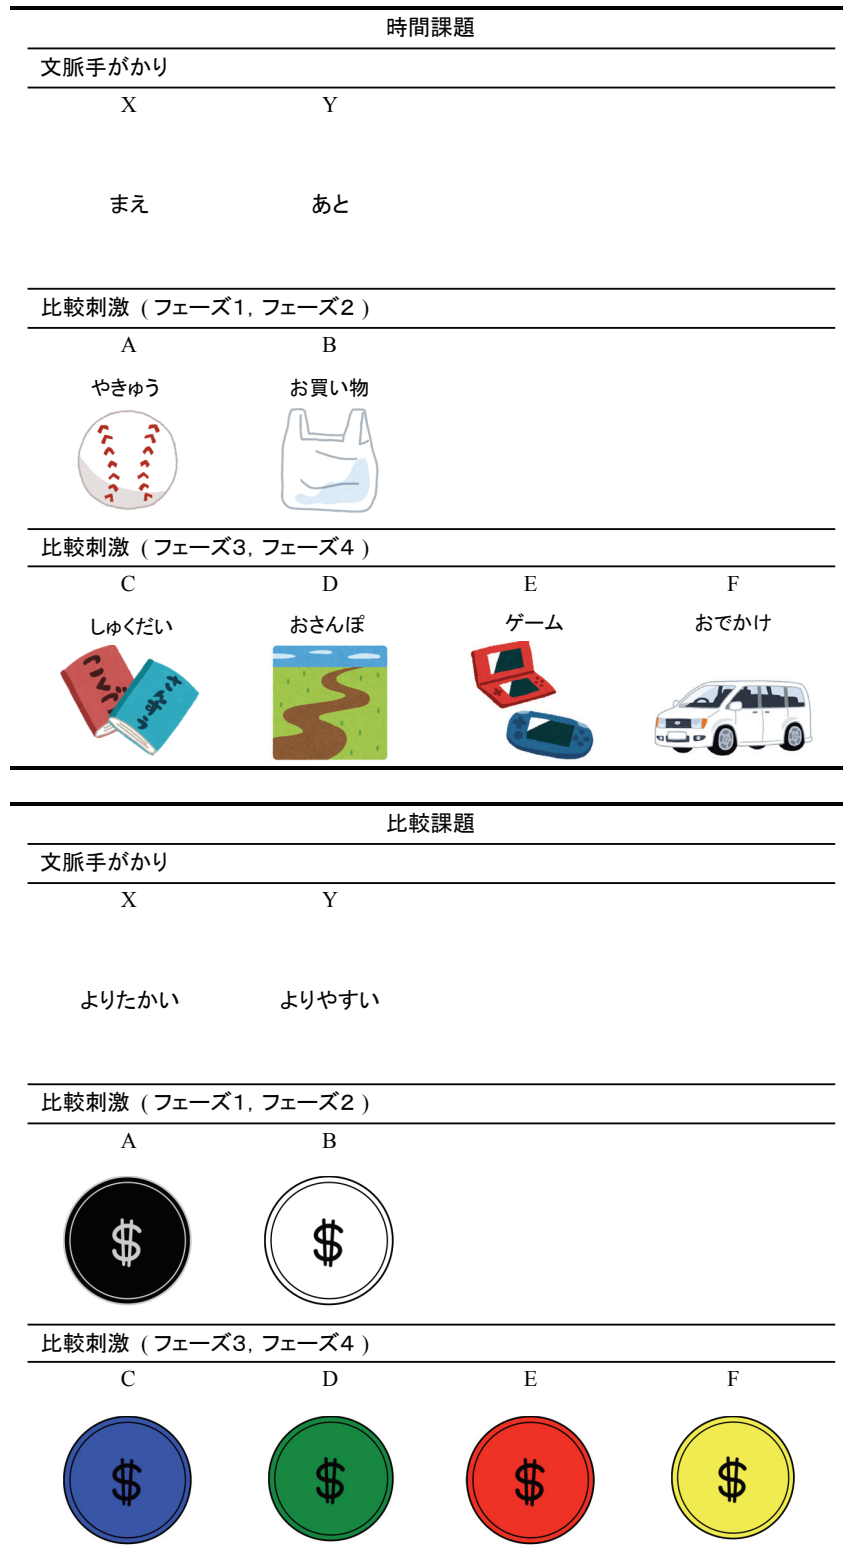 時間課題
文脈手がかり
X Y
まえ あと
比較刺激 ( フェーズ1, フェーズ2 )
A B
やきゅう お買い物
比較刺激 ( フェーズ3, フェーズ4 )
C D E F
しゅくだい おさんぽ ゲーム おでかけ
比較課題
文脈手がかり
X Y
よりたかい よりやすい
比較刺激 ( フェーズ1, フェーズ2 )
A B
$ $
比較刺激 ( フェーズ3, フェーズ4 )
C D E F
$ $ $ $